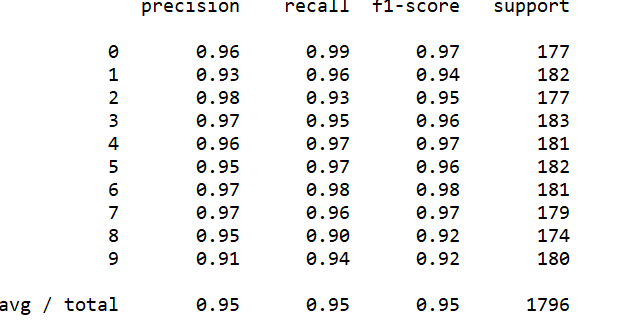 precision recall f1-score support
0 0.96 0.99 0.97 177
1 0.93 0.96 0.94 182
2 0.98 0.93 0.95 177
3 0.97 0.95 0.96 183
4 0.96 0.97 0.97 181
5 0.95 0.97 0.96 182
6 0.97 0.98 0.98 181
7 0.97 0.96 0.97 179
8 0.95 0.90 0.92 174
9 0.91 0.94 0.92 180
avg / total 0.95 0.95 0.95 1796